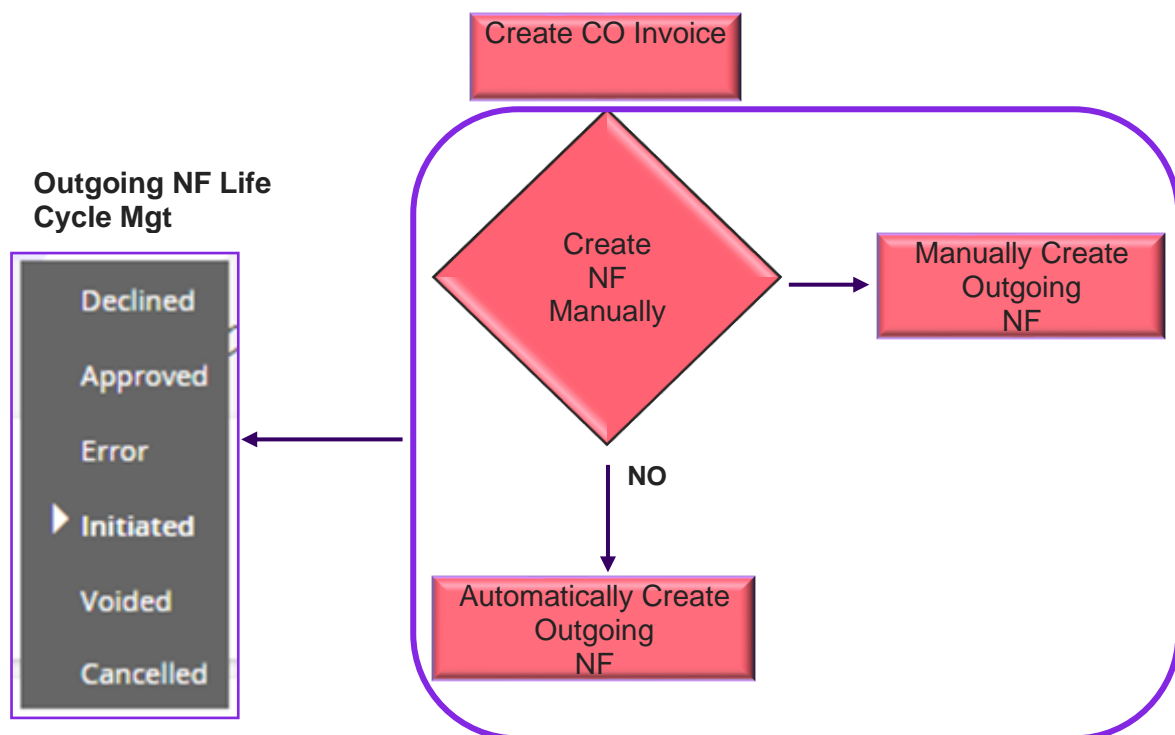 Create CO Invoice
Outgoing NF Life
Cycle Mgt
Declined
Approved
Error
Initiated
Voided
Cancelled
Create
NF
Manually
Manually Create
Outgoing
NF
NO
Automatically Create
Outgoing
NF